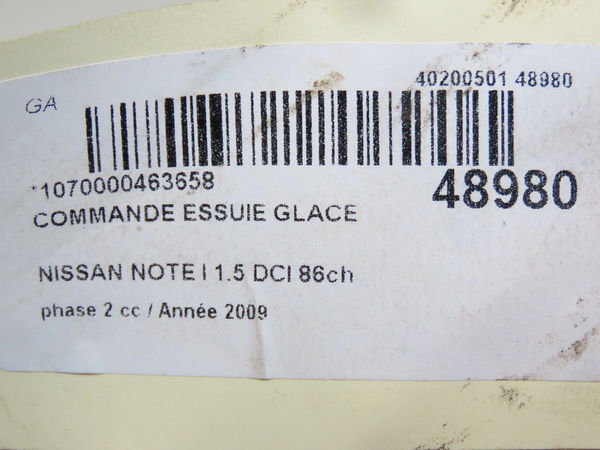 40200501 48980
GA
*1070000463658
48980
COMMANDE ESSUIE GLACE
NISSAN NOTE I 1.5 DCI 86ch
phase 2 cc / Année 2009